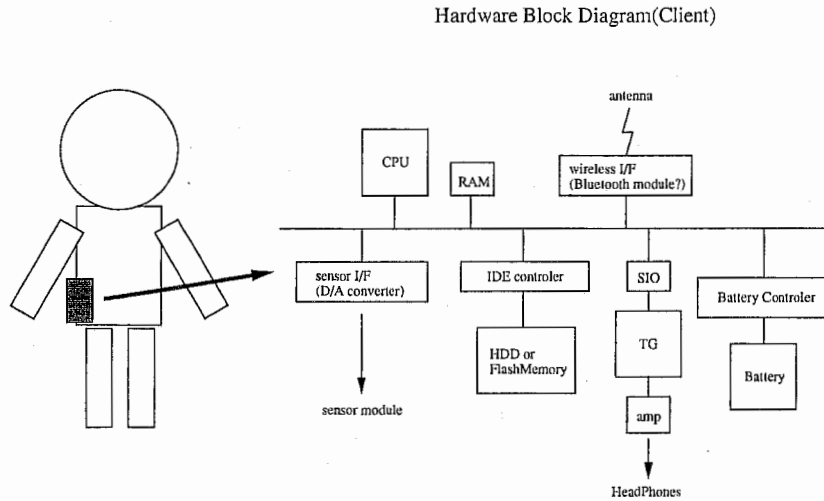 Hardware Block Diagram(Client)
antenna
CPU
RAM
wireless I/F
(Bluetooth module?)
sensor I/F
(D/A converter)
IDE controler
SIO
Battery Controler
HDD or
FlashMemory
TG
Battery
sensor module
amp
HeadPhones